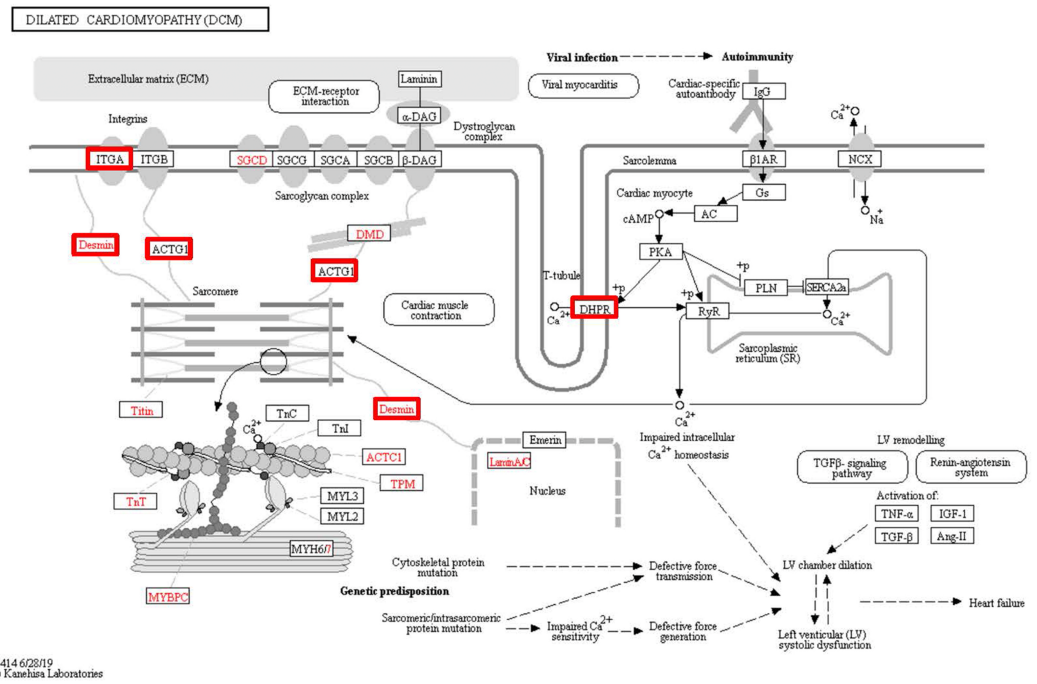 DILATED CARDIOMYOPATHY (DCM)
Viral infection
Autoimmunity
Extracellular matrix (ECM)
ECM-receptor
interaction
Laminin
Viral myocarditis
Cardiac-specific
autoantibody
IgG
α-DAG
Ca2+
Integrins
Dystroglycan
complex
ITGA
ITGB
SGCD
SGCG
SGCA
SGCB
β-DAG
Sarcolemma
β1AR
NCX
Sarcoglycan complex
Cardiac myocyte
Gs
cAMP
AC
Na+
DMD
Desmin
ACTG1
PKA
ACTG1
T-tubule
+p
+p
+p
PLN
SERCA2a
Sarcomere
Cardiac muscle
contraction
Ca2+
DHPR
RyR
Ca2+
Sarcoplasmic
reticulum (SR)
Titin
TnC
Desmin
Ca2+
Ca2+
TnI
Emerin
Impaired intracellular
Ca2+ homeostasis
LV remodelling
ACTC1
LaminA/C
TGFβ- signaling
pathway
Renin-angiotensin
system
TPM
Nucleus
TnT
MYL3
MYL2
Activation of:
TNF-α
IGF-1
TGF-β
Ang-II
MYH6/7
Cytoskeletal protein
mutation
Defective force
transmission
LV chamber dilation
Genetic predisposition
MYBPC
Heart failure
Sarcomeric/intrasarcomeric
protein mutation
Impaired Ca2+
sensitivity
Defective force
generation
Left venticular (LV)
systolic dysfunction
414 6/28/19
) Kanehisa Laboratories